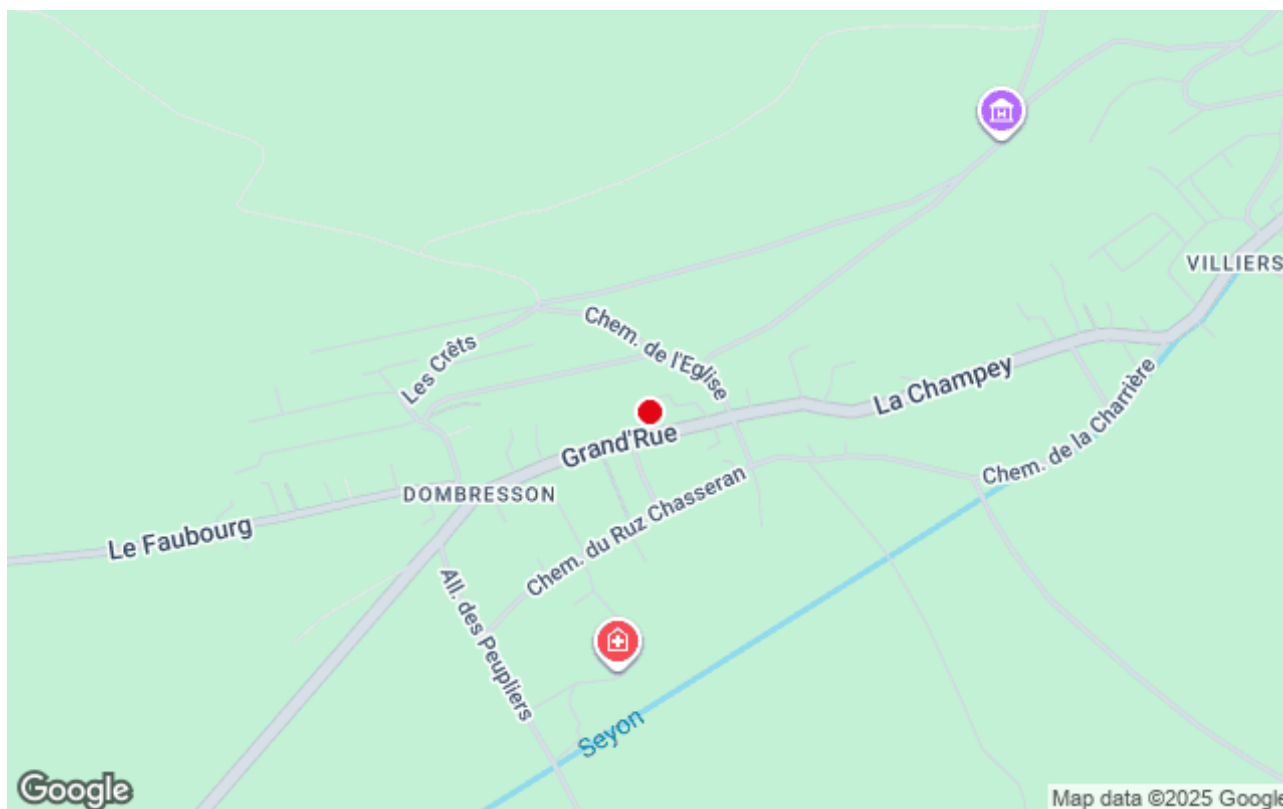 VILLIERS
Chem. de l'Eglise
Les Crêts
La Champey
Grand'Rue
Chem. de la Charrière
DOMBRESSON
Chem. du Ruz Chasseran
Le Faubourg
All. des Peupliers
Seyon
Google
Map data ©2025 Google